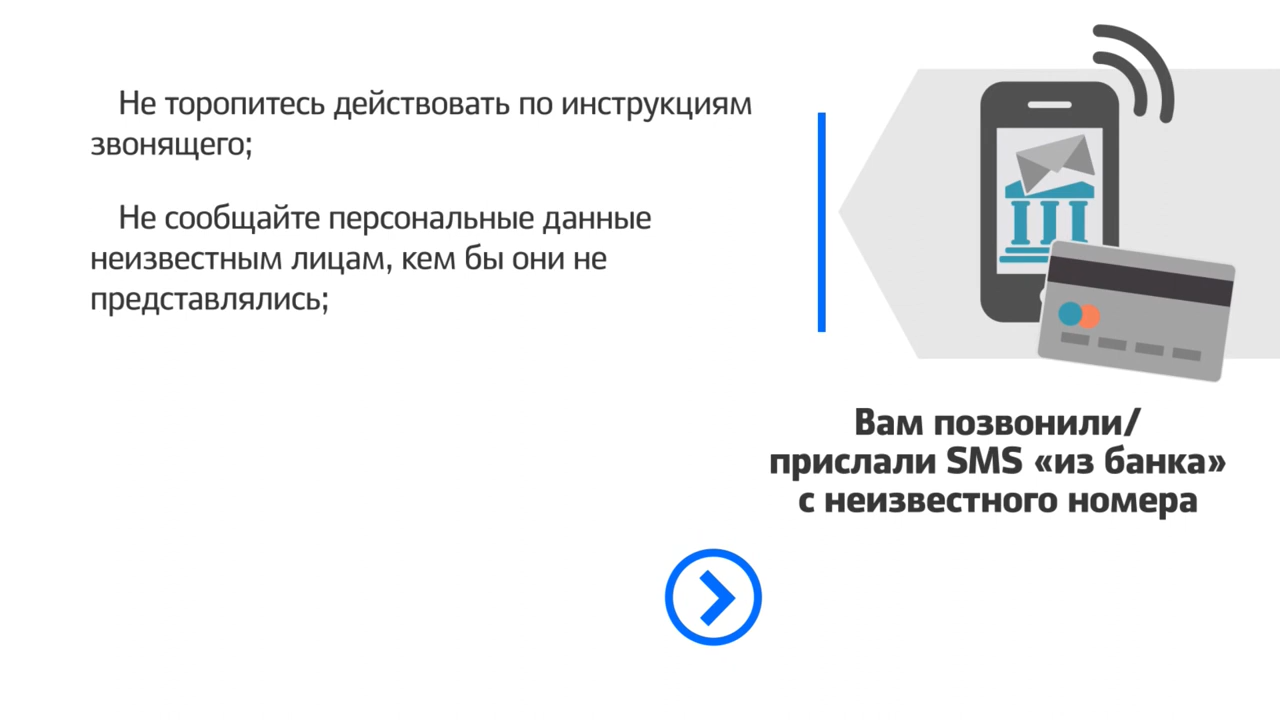 Не торопитесь действовать по инструкциям
звонящего;
Не сообщайте персональные данные
неизвестным лицам, кем бы они не
представлялись;
Вам позвонили/
прислали SMS «из банка»
с неизвестного номера